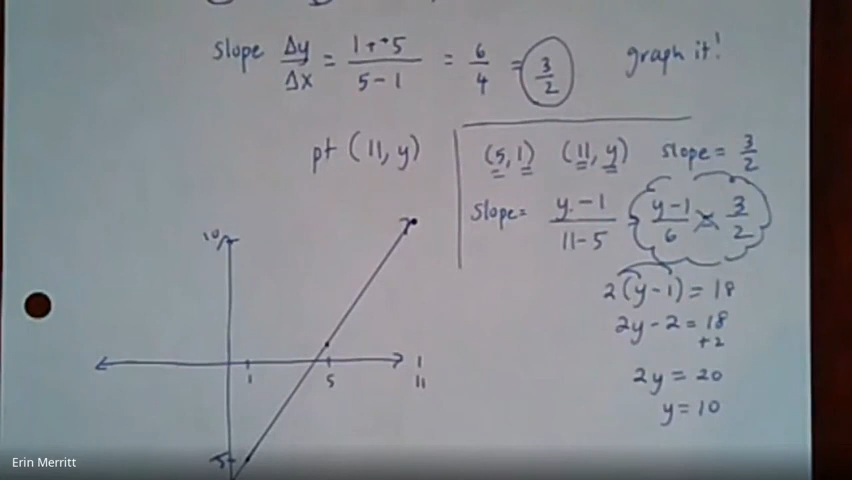 slope Δy/Δx = 1+5/5-1 = 6/4 = 3/2 graph it!
pt (11, y)
(5, 1) (11, y) slope = 3/2
slope = y-1/11-5 = y-1/6 3/2
2(y-1) = 18
2y-2 = 18
+2
2y = 20
y = 10
10
1 5 11
-5
Erin Merritt